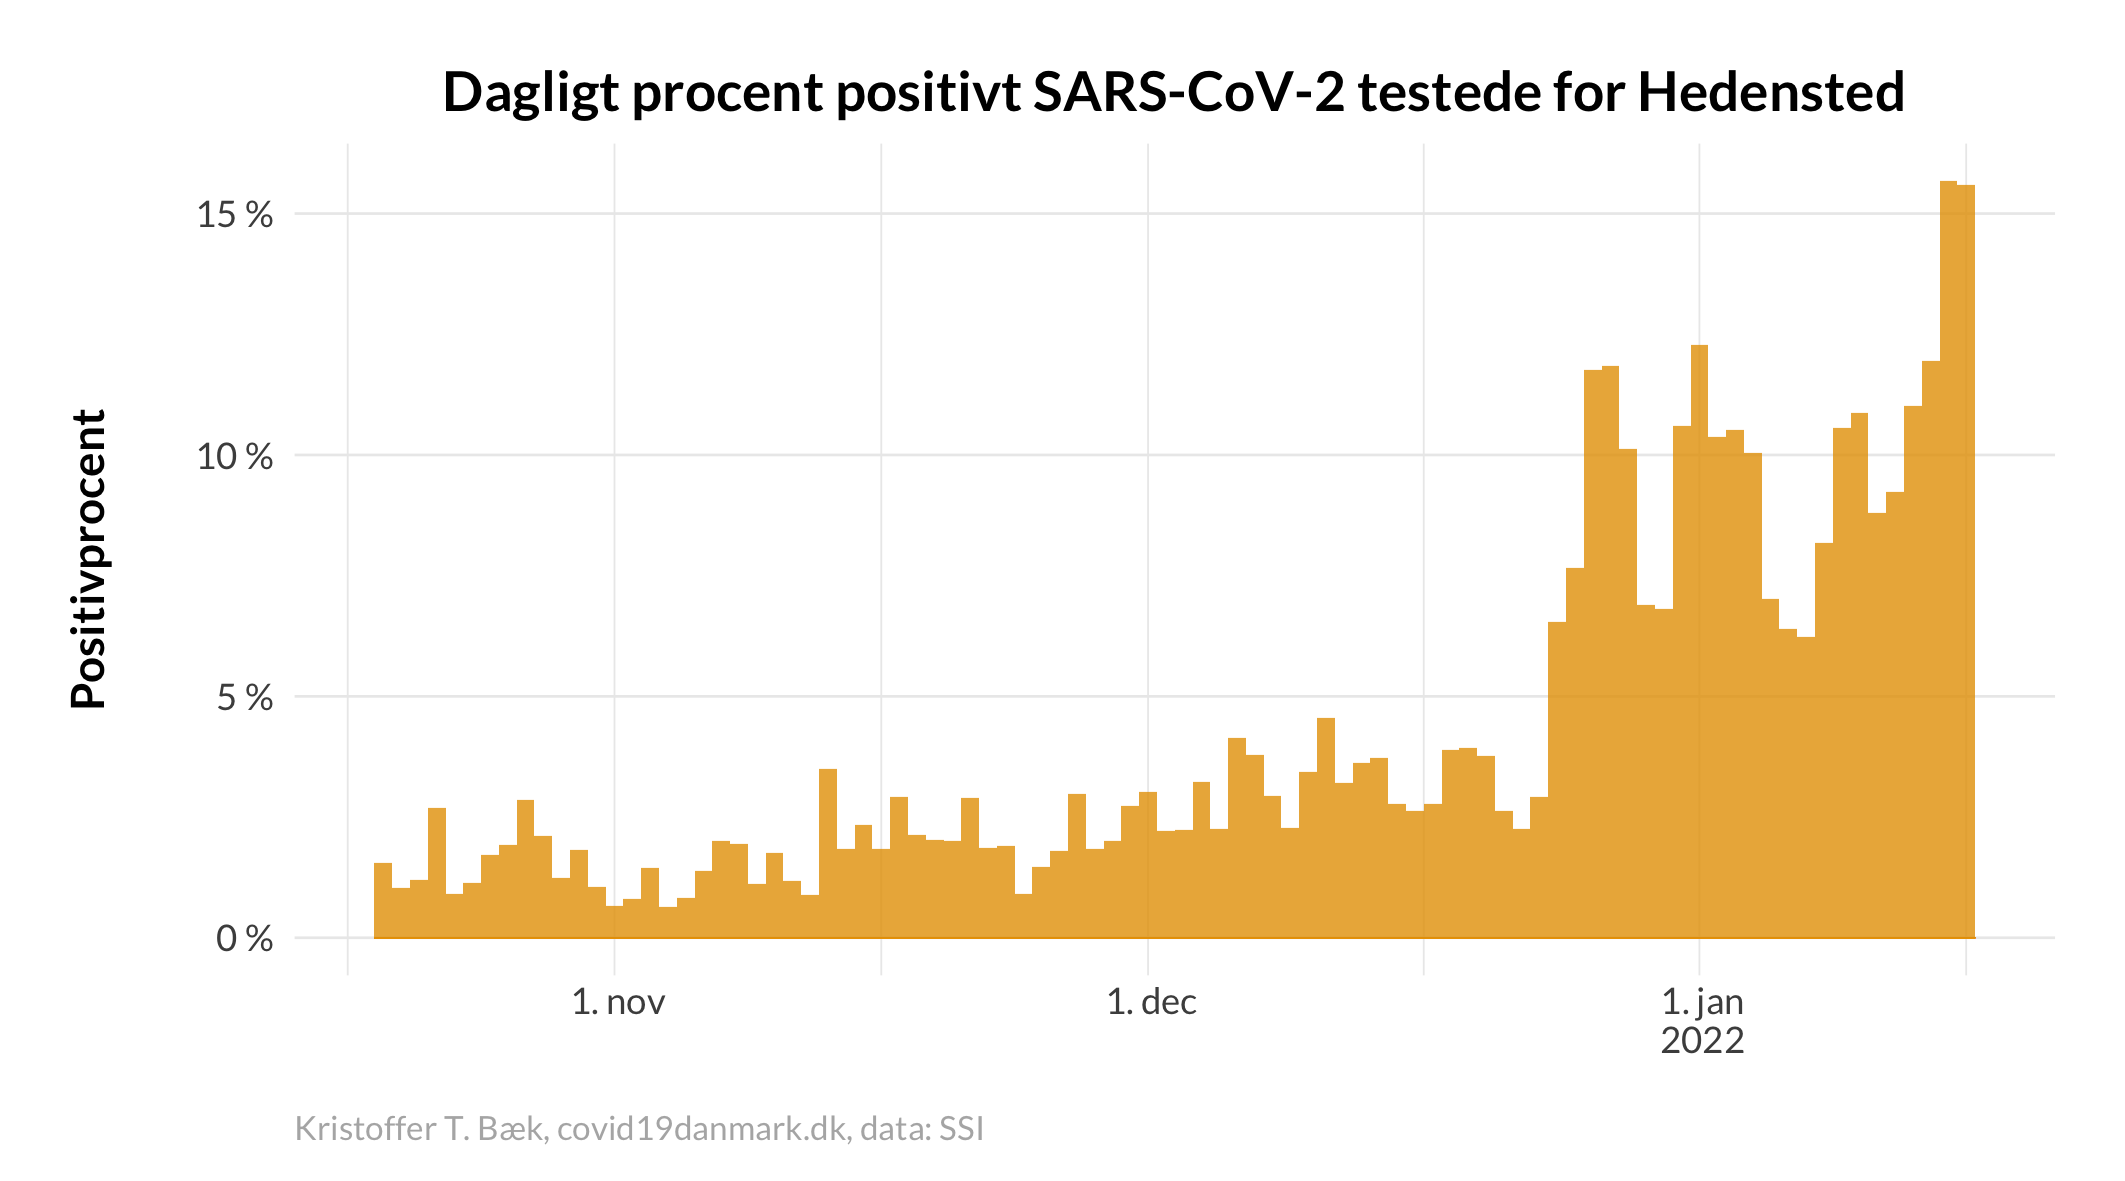 Dagligt procent positivt SARS-CoV-2 testede for Hedensted
Positivprocent
15 %
10 %
5 %
0 %
1. nov
1. dec
1. jan
2022
Kristoffer T. Bæk, covid19danmark.dk, data: SSI